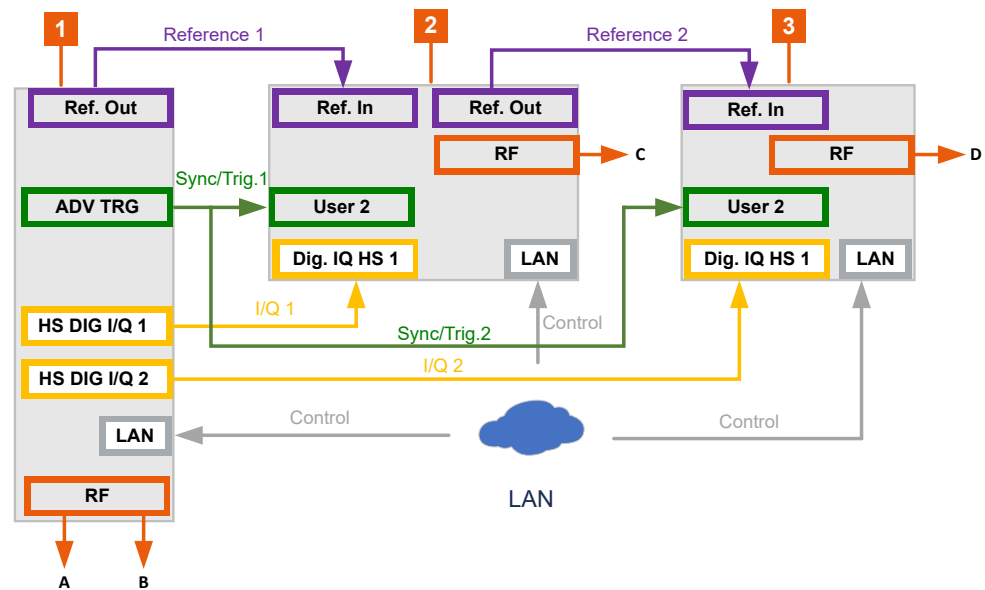 1
2
3
Reference 1
Reference 2
Ref. Out
Ref. In
Ref. Out
Ref. In
RF
C
RF
D
Sync/Trig.1
ADV TRG
User 2
User 2
Dig. IQ HS 1
LAN
Dig. IQ HS 1
LAN
I/Q 1
HS DIG I/Q 1
Control
Sync/Trig.2
I/Q 2
HS DIG I/Q 2
Control
Control
LAN
LAN
RF
A
B